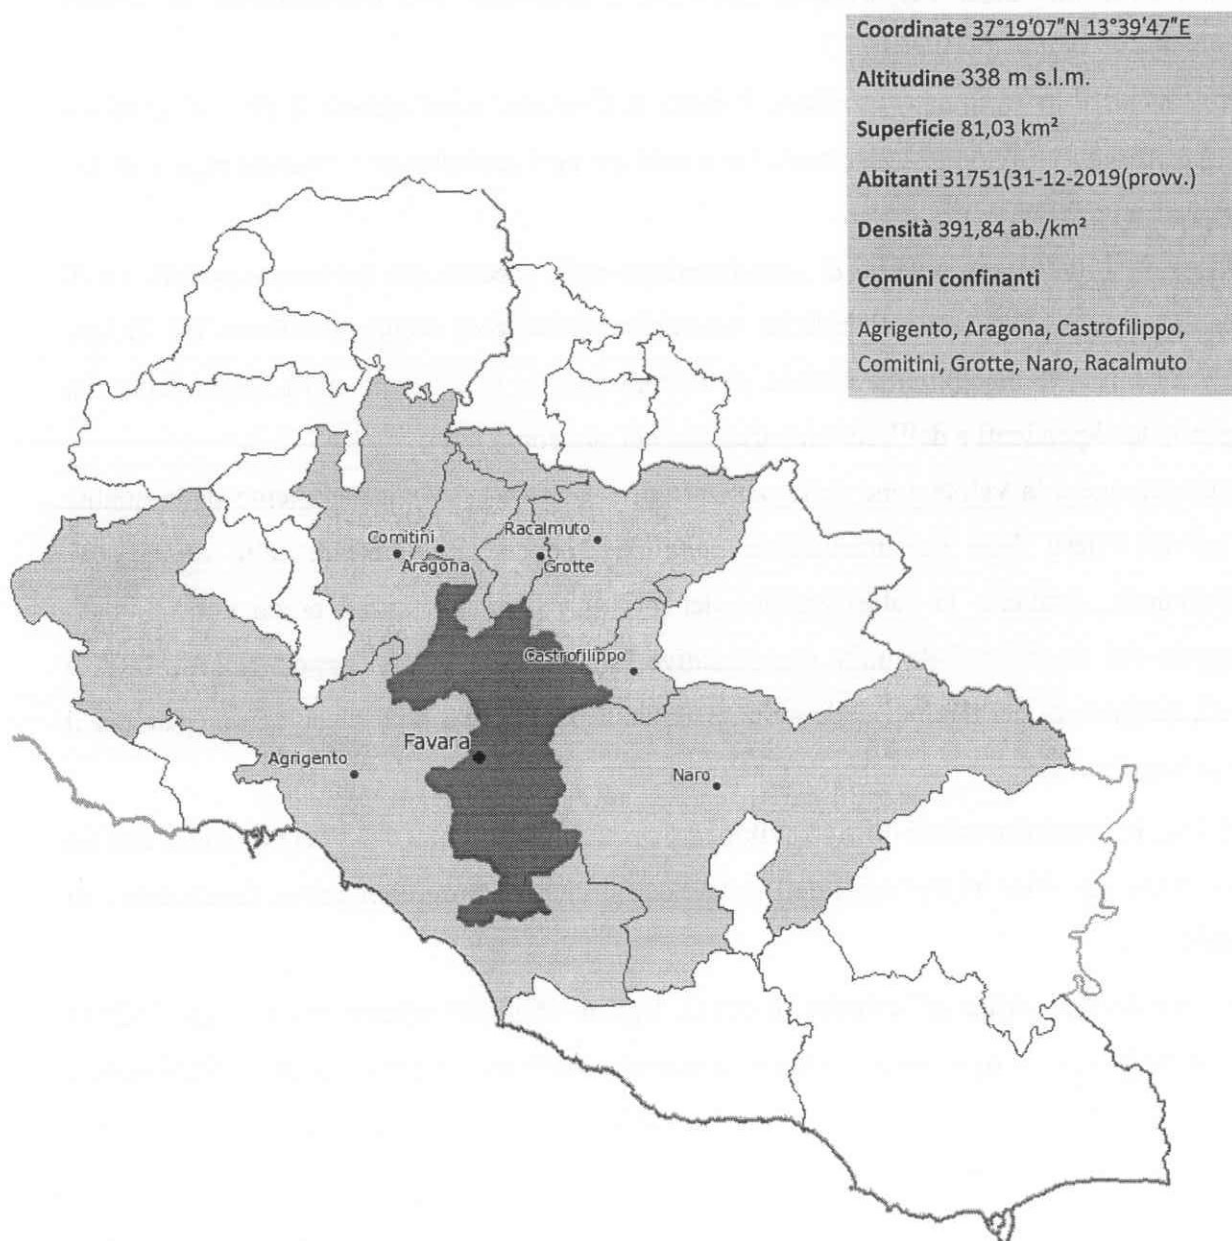 Coordinate 37°19′07″N 13°39′47″E
Altitudine 338 m s.l.m.
Superficie 81,03 km²
Abitanti 31751(31-12-2019(provv.)
Densità 391,84 ab./km²
Comuni confinanti
Agrigento, Aragona, Castrofilippo,
Comitini, Grotte, Naro, Racalmuto
Comitini
Racalmuto
Aragona
Grotte
Castrofilippo
Favara
Agrigento
Naro